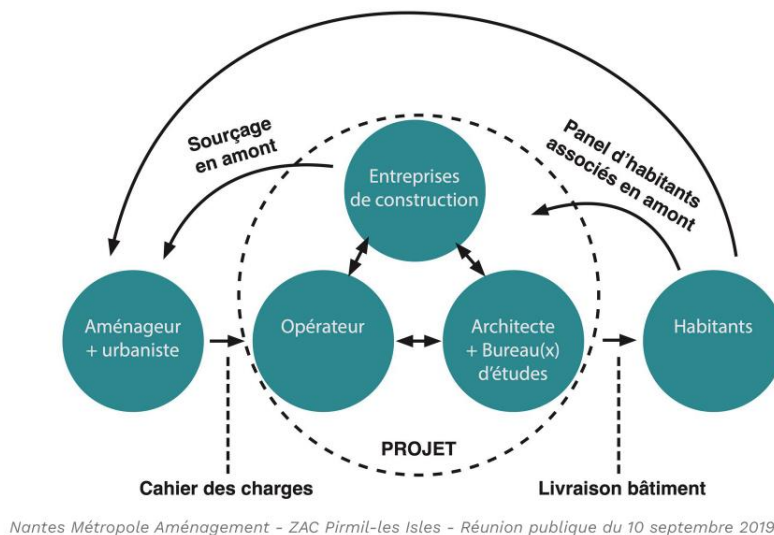 Sourçage
en amont
Panel d'habitants
associés en amont
Entreprises
de construction
Aménageur
+ urbaniste
Opérateur
Architecte
+ Bureau(x)
d'études
Habitants
PROJET
Cahier des charges
Livraison bâtiment
Nantes Métropole Aménagement - ZAC Pirmil-les Isles - Réunion publique du 10 septembre 2019